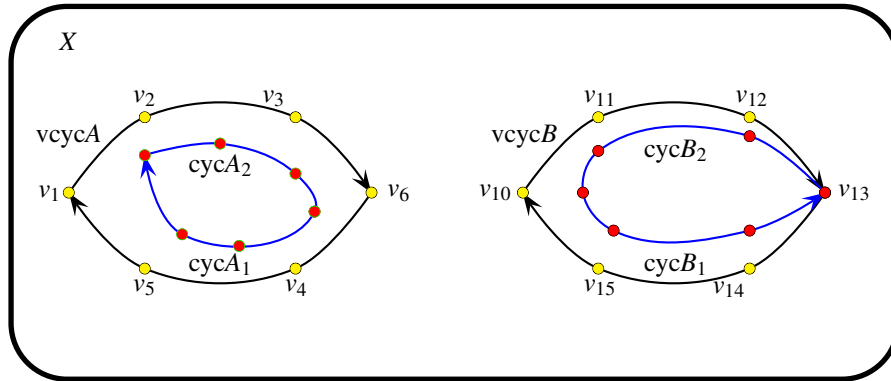 X
v2 v3 v11 v12
vcycA vcycB
cycA2 cycB2
v1 v6 v10 v13
cycA1 cycB1
v5 v4 v15 v14